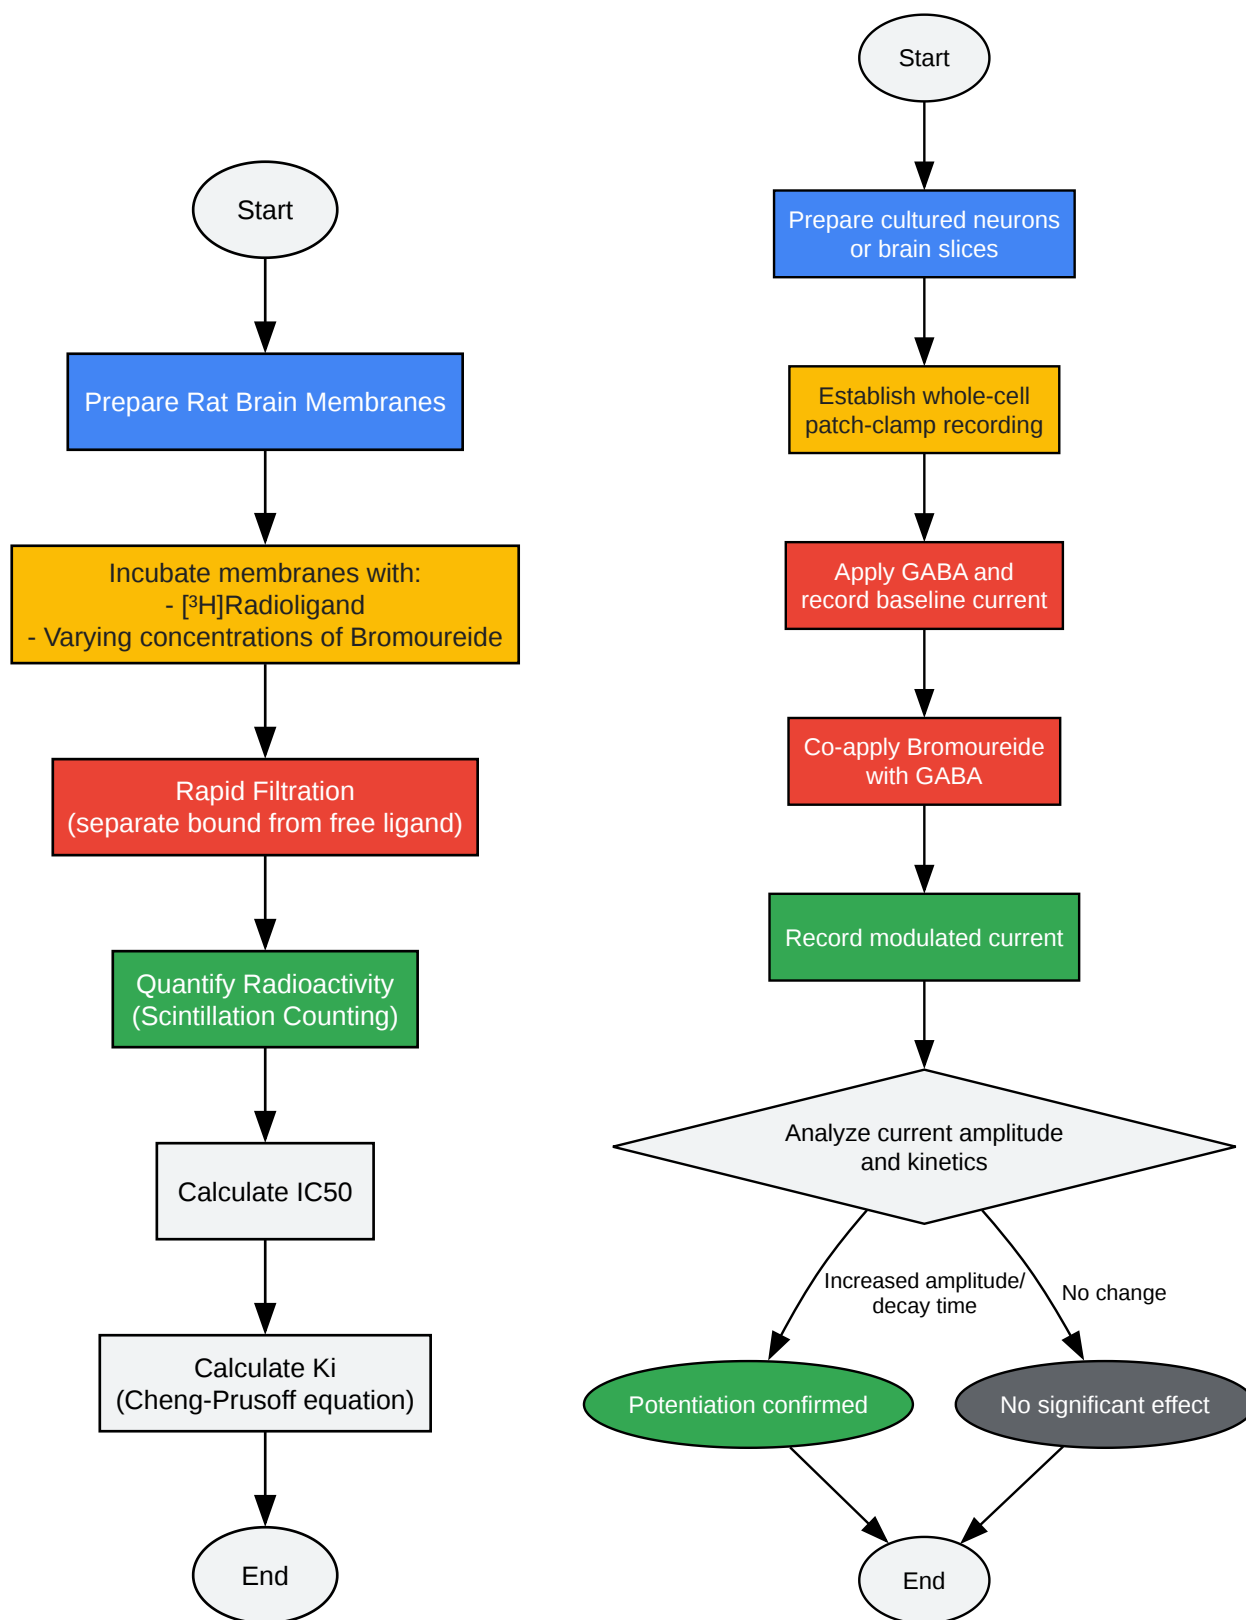 Start
Prepare Rat Brain Membranes
Incubate membranes with:
- [³H]Radioligand
- Varying concentrations of Bromoureide
Rapid Filtration
(separate bound from free ligand)
Quantify Radioactivity
(Scintillation Counting)
Calculate IC50
Calculate Ki
(Cheng-Prusoff equation)
End
Start
Prepare cultured neurons
or brain slices
Establish whole-cell
patch-clamp recording
Apply GABA and
record baseline current
Co-apply Bromoureide
with GABA
Record modulated current
Analyze current amplitude
and kinetics
Increased amplitude/
decay time
No change
Potentiation confirmed
No significant effect
End